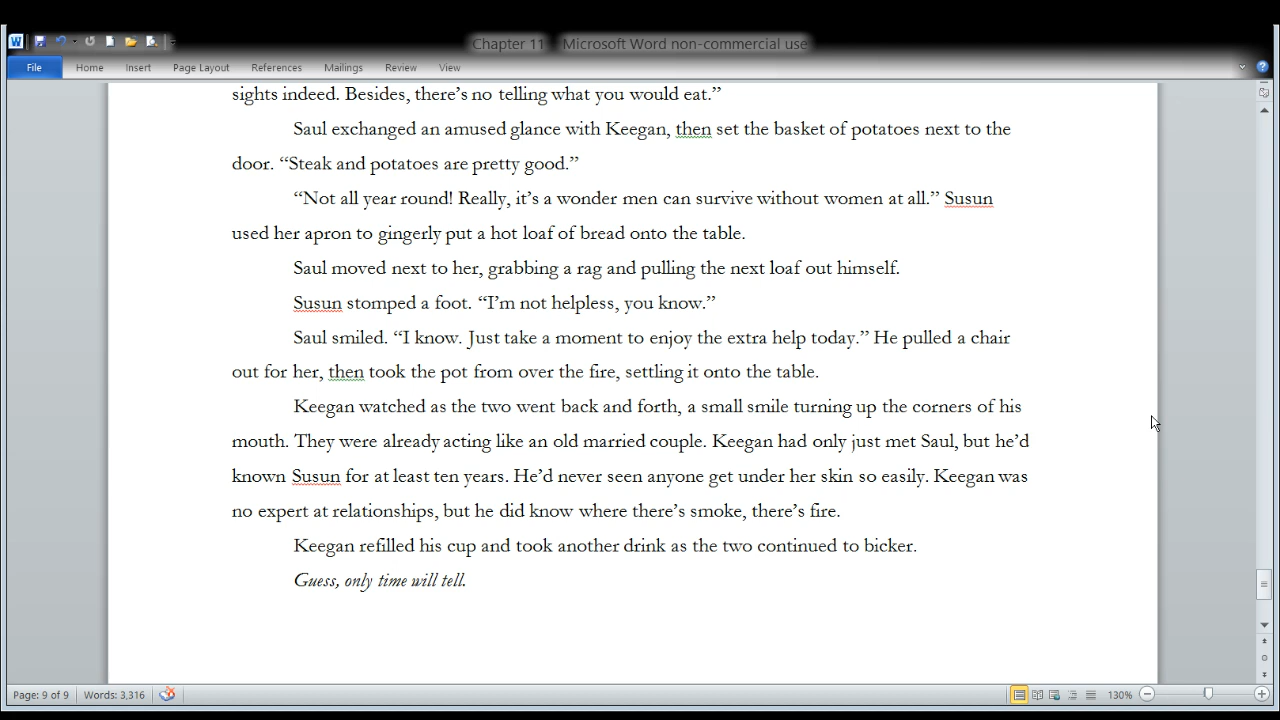 Chapter 11 Microsoft Word non-commercial use
File Home Insert Page Layout References Mailings Review View
sights indeed. Besides, there’s no telling what you would eat.”
Saul exchanged an amused glance with Keegan, then set the basket of potatoes next to the
door. “Steak and potatoes are pretty good.”
“Not all year round! Really, it’s a wonder men can survive without women at all.” Susun
used her apron to gingerly put a hot loaf of bread onto the table.
Saul moved next to her, grabbing a rag and pulling the next loaf out himself.
Susun stomped a foot. “I’m not helpless, you know.”
Saul smiled. “I know. Just take a moment to enjoy the extra help today.” He pulled a chair
out for her, then took the pot from over the fire, settling it onto the table.
Keegan watched as the two went back and forth, a small smile turning up the corners of his
mouth. They were already acting like an old married couple. Keegan had only just met Saul, but he’d
known Susun for at least ten years. He’d never seen anyone get under her skin so easily. Keegan was
no expert at relationships, but he did know where there’s smoke, there’s fire.
Keegan refilled his cup and took another drink as the two continued to bicker.
Guess, only time will tell.
Page: 9 of 9 Words: 3,316 130%